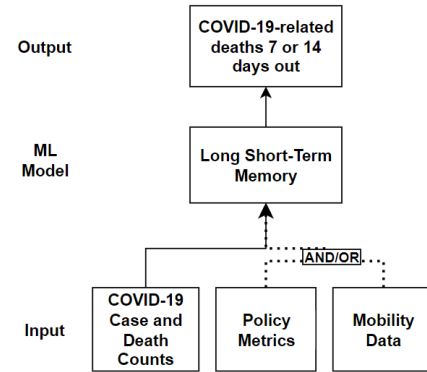 Output
COVID-19-related
deaths 7 or 14
days out
ML
Model
Long Short-Term
Memory
AND/OR
Input
COVID-19
Case and
Death
Counts
Policy
Metrics
Mobility
Data